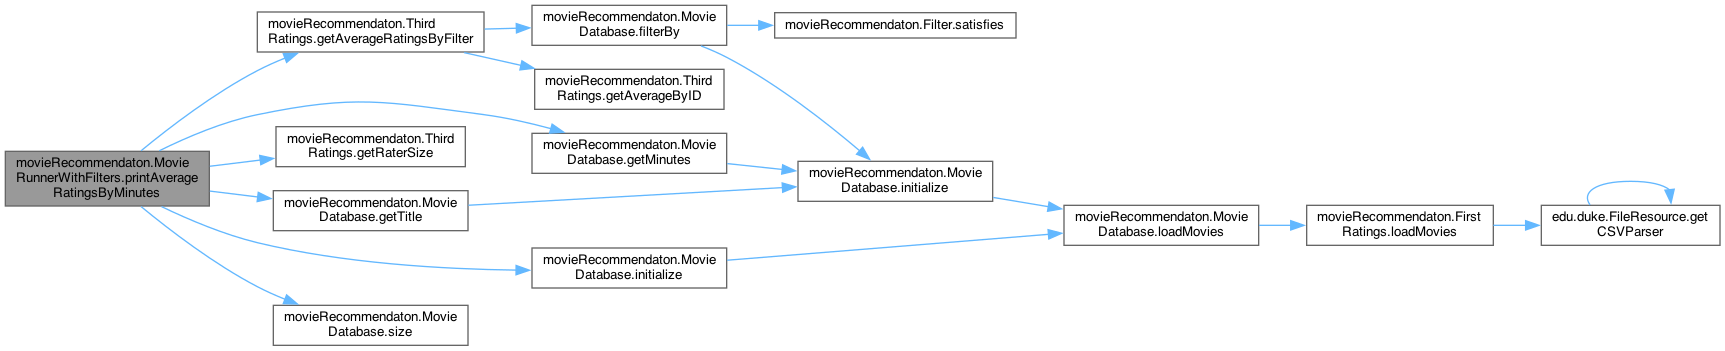 movieRecommendaton.Movie
RunnerWithFilters.printAverage
RatingsByMinutes
movieRecommendaton.Third
Ratings.getAverageRatingsByFilter
movieRecommendaton.Third
Ratings.getRaterSize
movieRecommendaton.Movie
Database.getTitle
movieRecommendaton.Movie
Database.size
movieRecommendaton.Movie
Database.filterBy
movieRecommendaton.Third
Ratings.getAverageByID
movieRecommendaton.Movie
Database.getMinutes
movieRecommendaton.Movie
Database.initialize
movieRecommendaton.Filter.satisfies
movieRecommendaton.Movie
Database.initialize
movieRecommendaton.Movie
Database.loadMovies
movieRecommendaton.First
Ratings.loadMovies
edu.duke.FileResource.get
CSVParser